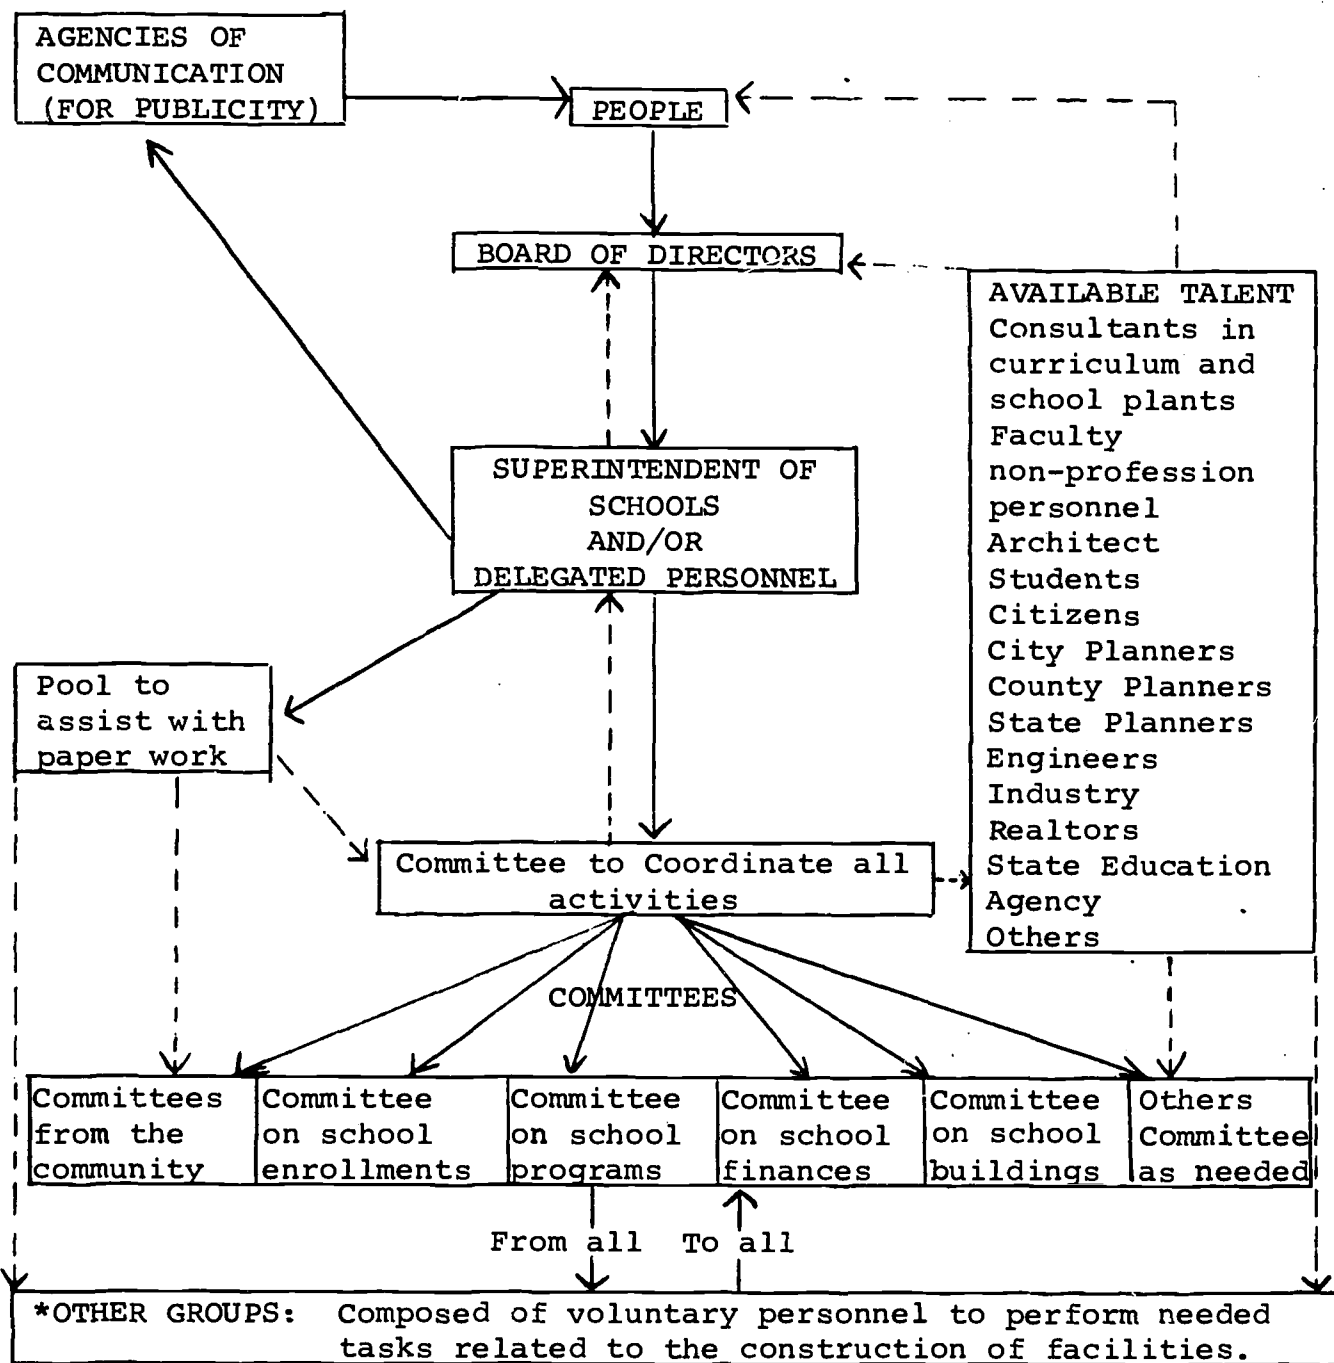 AGENCIES OF
COMMUNICATION
(FOR PUBLICITY)
PEOPLE
BOARD OF DIRECTORS
AVAILABLE TALENT
Consultants in
curriculum and
school plants
Faculty
non-profession
personnel
Architect
Students
Citizens
City Planners
County Planners
State Planners
Engineers
Industry
Realtors
State Education
Agency
Others
SUPERINTENDENT OF
SCHOOLS
AND/OR
DELEGATED PERSONNEL
Pool to
assist with
paper work
Committee to Coordinate all
activities
COMMITTEES
Committees
from the
community
Committee
on school
enrollments
Committee
on school
programs
Committee
on school
finances
Committee
on school
buildings
Others
Committee
as needed
From all To all
*OTHER GROUPS: Composed of voluntary personnel to perform needed
tasks related to the construction of facilities.